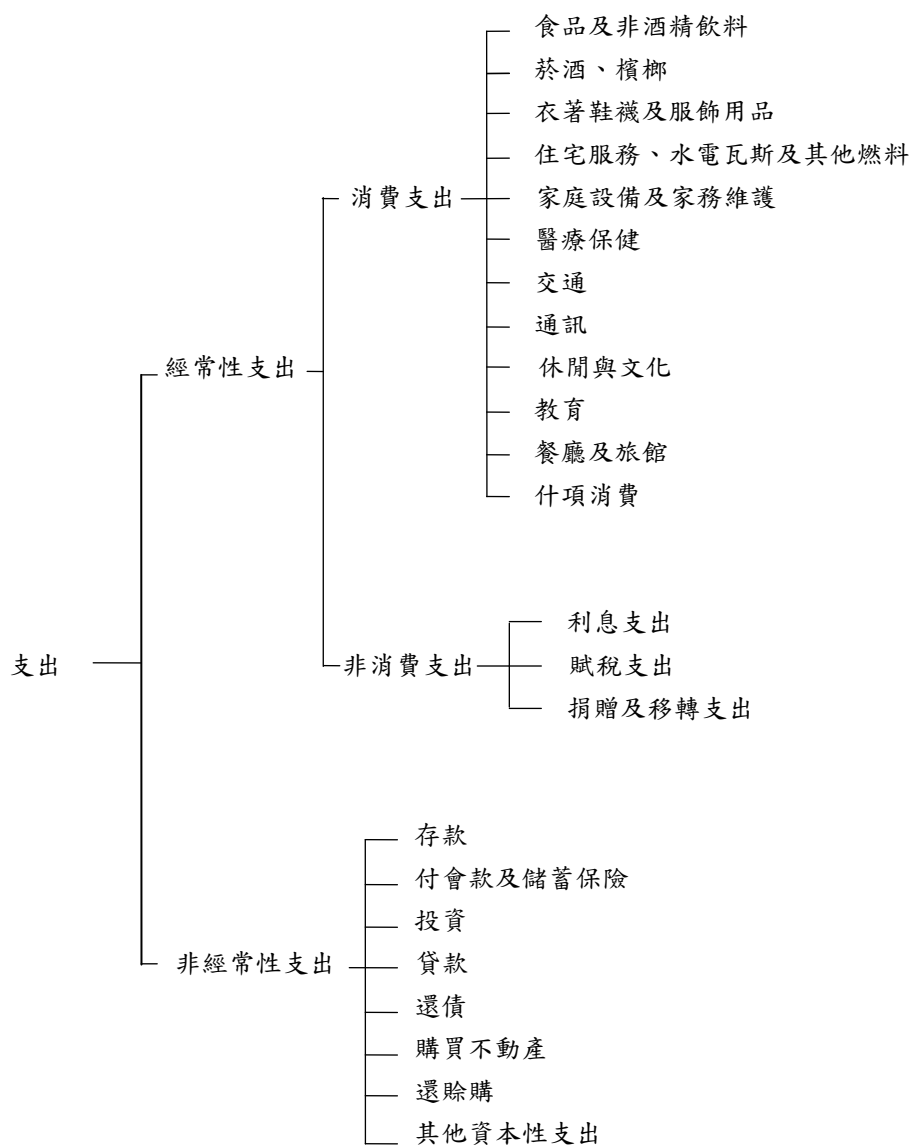 食品及非酒精飲料
菸酒、檳榔
衣著鞋襪及服飾用品
住宅服務、水電瓦斯及其他燃料
消費支出
家庭設備及家務維護
醫療保健
交通
通訊
經常性支出
休閒與文化
教育
餐廳及旅館
什項消費
利息支出
支出
非消費支出
賦稅支出
捐贈及移轉支出
存款
付會款及儲蓄保險
投資
非經常性支出
貸款
還債
購買不動產
還賒購
其他資本性支出